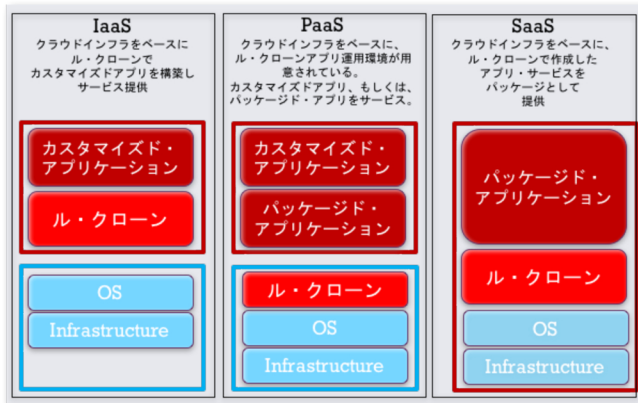 IaaS
クラウドインフラをベースに
ル・クローンで
カスタマイズドアプリを構築し
サービス提供
カスタマイズド・
アプリケーション
ル・クローン
OS
Infrastructure
PaaS
クラウドインフラをベースに、
ル・クローンアプリ運用環境が用
意されている。
カスタマイズドアプリ、もしくは、
パッケージド・アプリをサービス。
カスタマイズド・
アプリケーション
パッケージド・
アプリケーション
ル・クローン
OS
Infrastructure
SaaS
クラウドインフラをベースに、
ル・クローンで作成した
アプリ・サービスを
パッケージとして
提供
パッケージド・
アプリケーション
ル・クローン
OS
Infrastructure